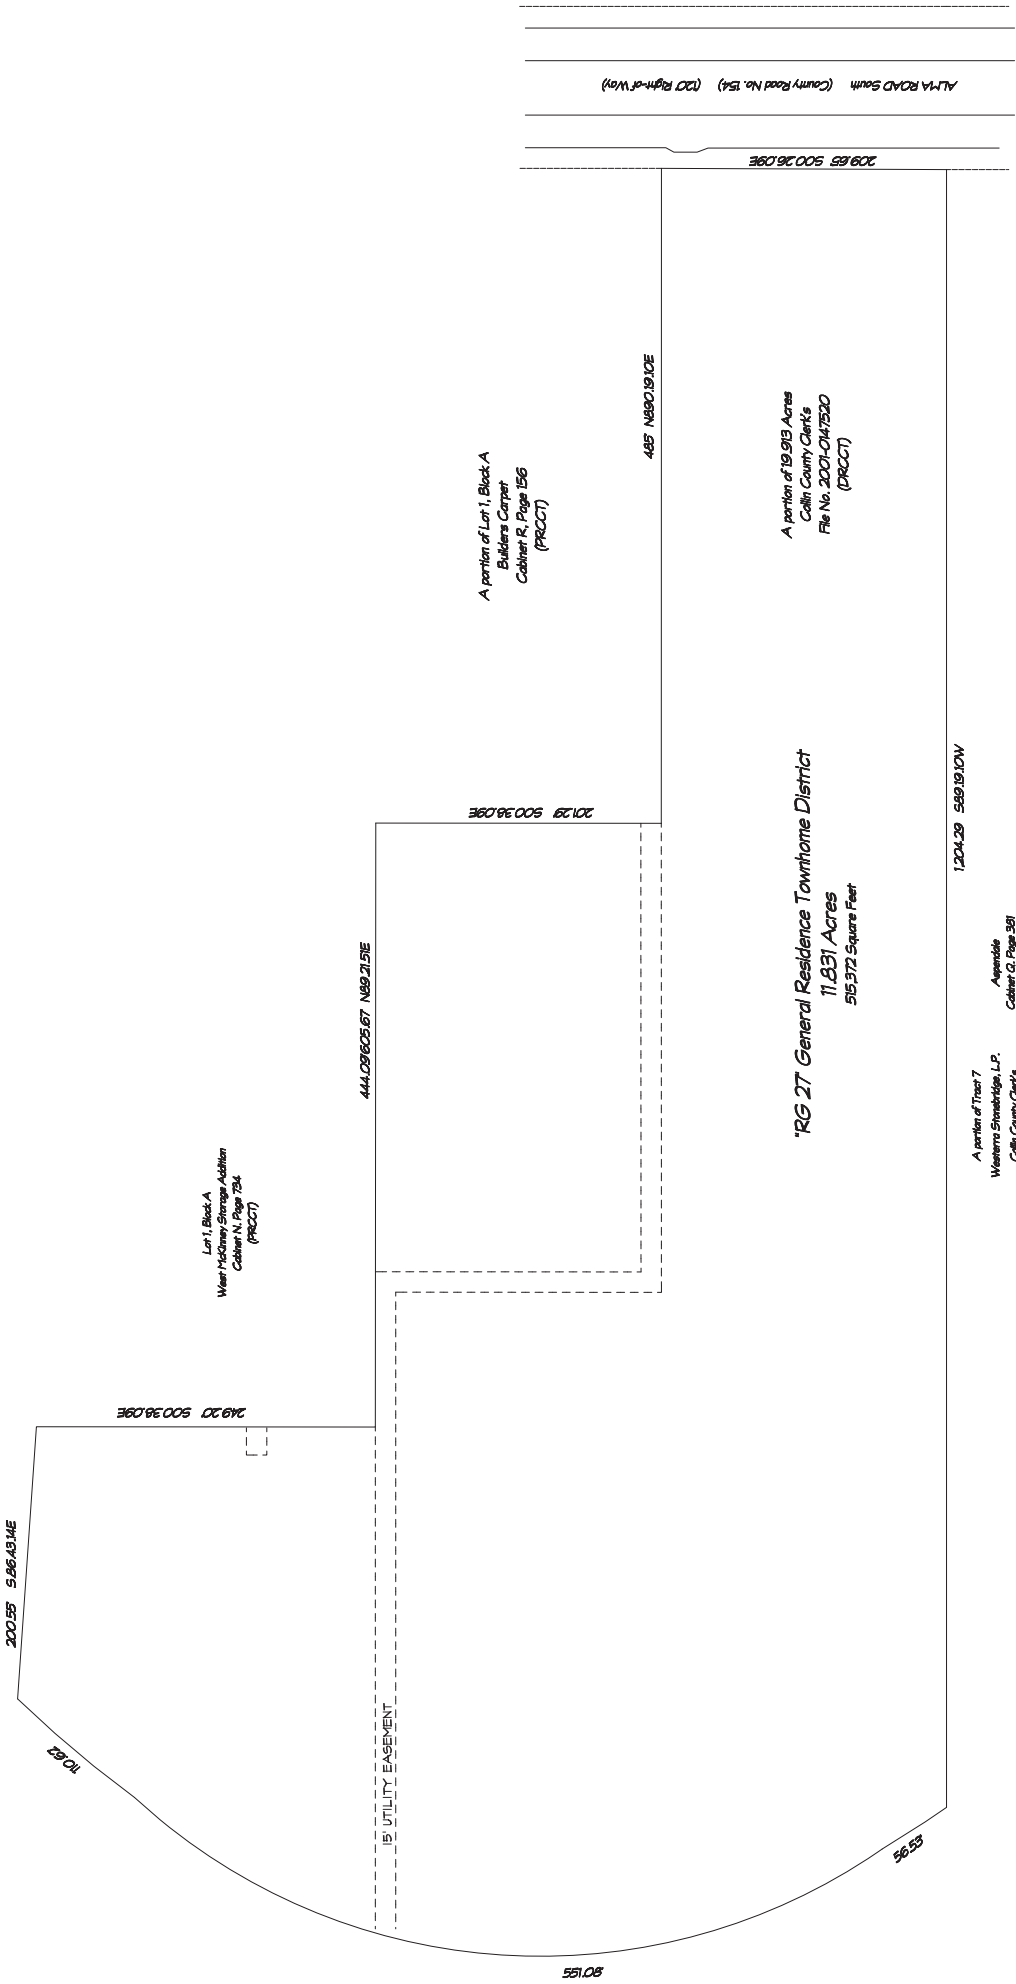 ALMA ROAD South (County Road No. 154) (120' Right-of-Way)
209.65 S00.26.09E
485' N890.19.10E
A portion of 19.913 Acres
Collin County Clerk's
File No. 2001-0147520
(DRCCT)
A portion of Lot 1, Block A
Builders Carpet
Cabinet R, Page 156
(PRCCT)
201.29' S00.38.09E
1,204.29 S89.19.10W
"RG 27" General Residence Townhome District
11.831 Acres
515,372 Square Feet
444.09'605.67 N89.21.51E
Aspendale
Cabinet Q, Page 381
A portion of Tract 7
Westerra Stonebridge, L.P.
Collin County Clerk's
Lot 1, Block A
West McKinney Storage Addition
Cabinet N, Page 734
(PRCCT)
249.20' S00.38.09E
200.55' S.86.43.14E
110.62
15' UTILITY EASEMENT
56.53'
551.08'